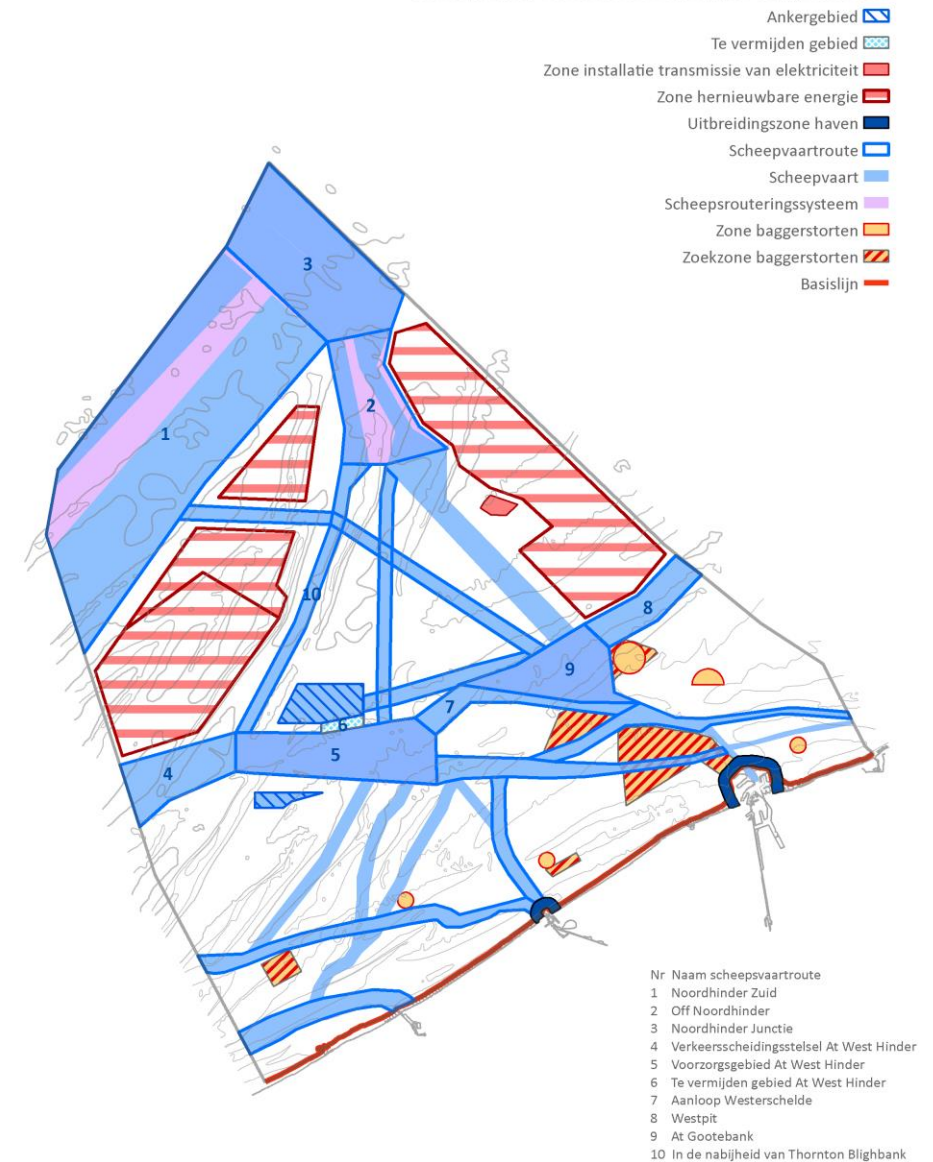 Ankergebied
Te vermijden gebied
Zone installatie transmissie van elektriciteit
Zone hernieuwbare energie
Uitbreidingszone haven
Scheepvaartroute
Scheepvaart
Scheepsrouteringssysteem
Zone baggerstorten
Zoekzone baggerstorten
Basislijn
3
2
1
10
8
9
7
6
5
4
Nr Naam scheepsvaartroute
1 Noordhinder Zuid
2 Off Noordhinder
3 Noordhinder Junctie
4 Verkeersscheidingsstelsel At West Hinder
5 Voorzorgsgebied At West Hinder
6 Te vermijden gebied At West Hinder
7 Aanloop Westerschelde
8 Westpit
9 At Gootebank
10 In de nabijheid van Thornton Blighbank